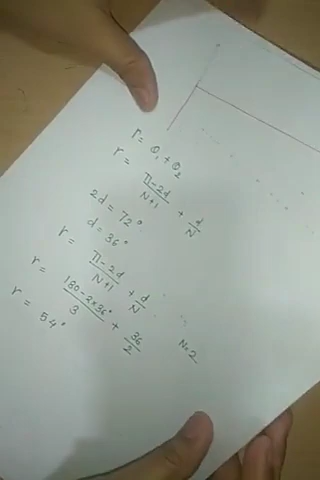 r = θ₁ + θ₂
r = π-2d/N+1 + d/N
2d = 72°
d = 36°
r = π-2d/N+1 + d/N
r = 180-2×36°/3 + 36/2
N=2
r = 54°